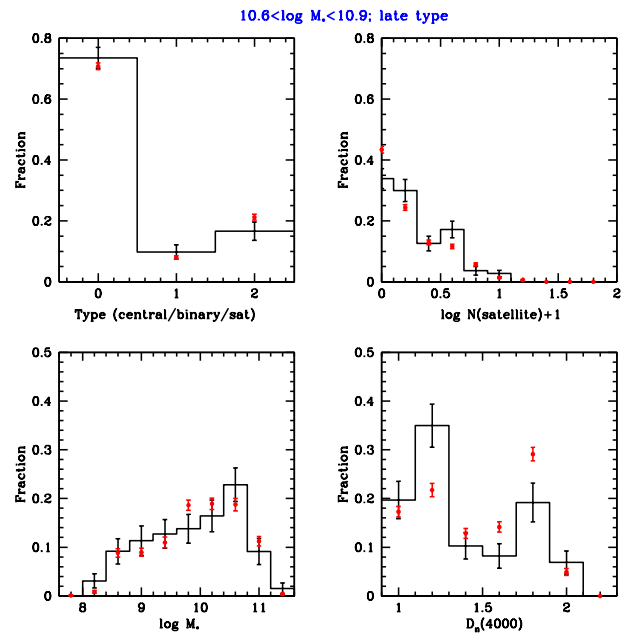 10.6<log M*<10.9; late type
0.8
0.6
0.4
0.2
0
Fraction
0 1 2
Type (central/binary/sat)
0.8
0.6
0.4
0.2
0
Fraction
0 0.5 1 1.5 2
log N(satellite)+1
0.5
0.4
0.3
0.2
0.1
0
Fraction
8 9 10 11
log M*
0.5
0.4
0.3
0.2
0.1
0
Fraction
1 1.5 2
Dn(4000)